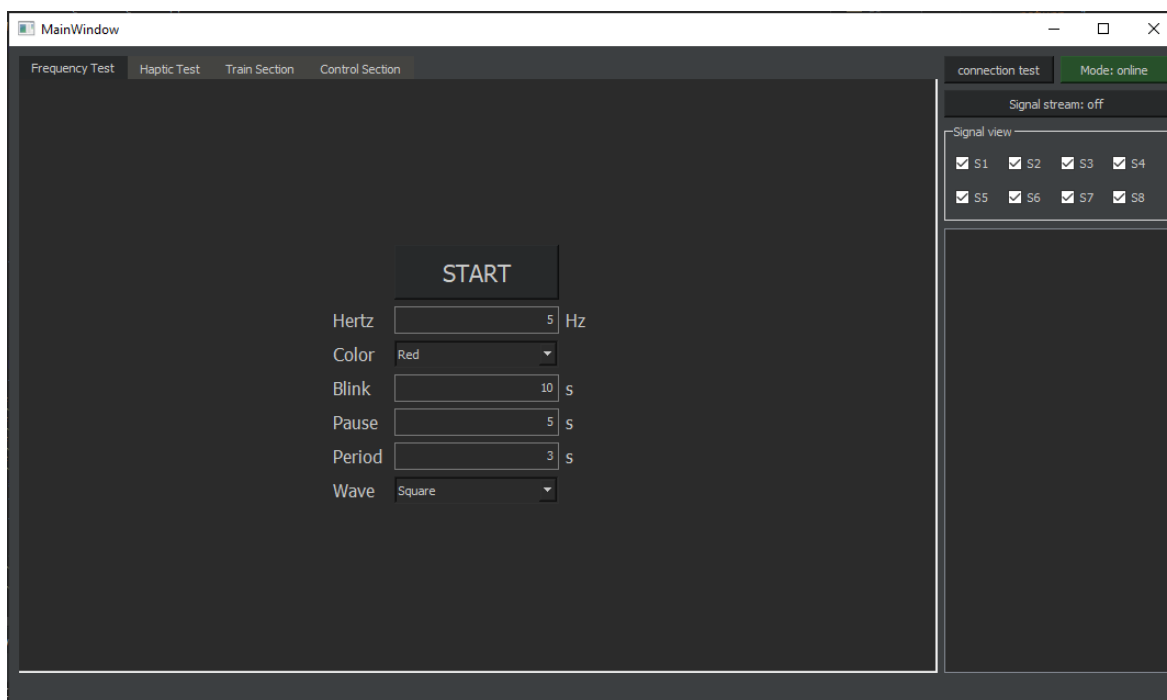 MainWindow
Frequency Test Haptic Test Train Section Control Section
connection test Mode: online
Signal stream: off
Signal view
S1 S2 S3 S4
S5 S6 S7 S8
START
Hertz 5 Hz
Color Red
Blink 10 s
Pause 5 s
Period 3 s
Wave Square